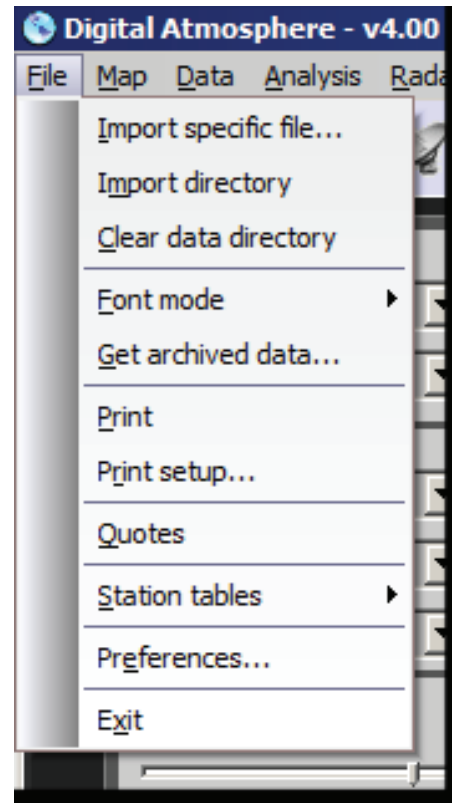 Digital Atmosphere - v4.00
File Map Data Analysis Rada
Import specific file...
Import directory
Clear data directory
Font mode
Get archived data...
Print
Print setup...
Quotes
Station tables
Preferences...
Exit